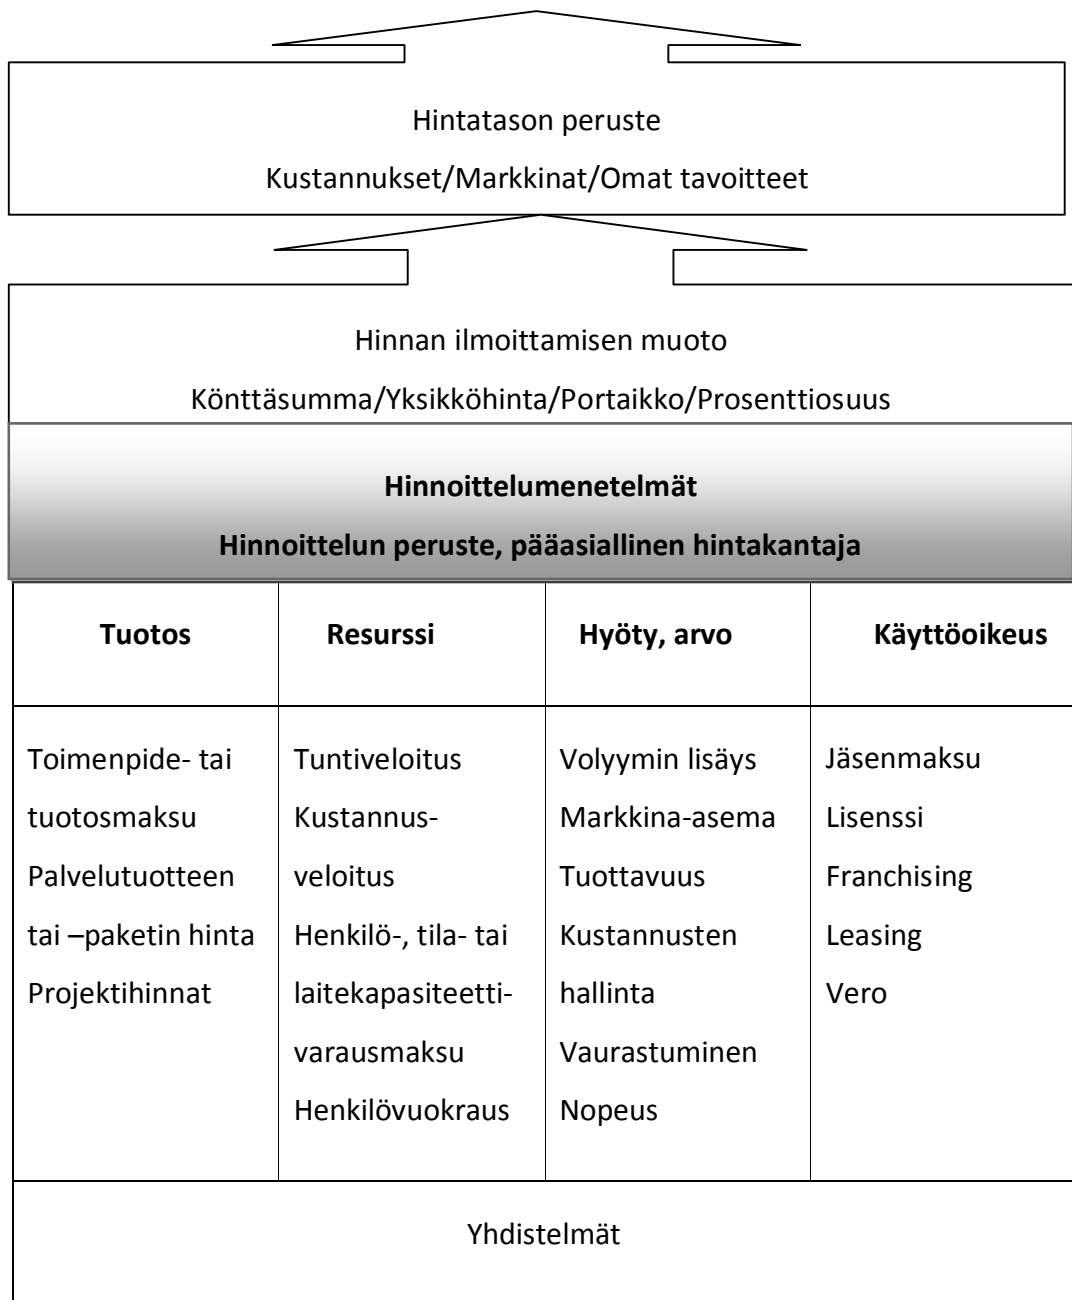 Hintatason peruste
Kustannukset/Markkinat/Omat tavoitteet
Hinnan ilmoittamisen muoto
Könttäsumma/Yksikköhinta/Portaikko/Prosenttiosuus
Hinnoittelumenetelmät
Hinnoittelun peruste, pääasiallinen hintakantaja
Tuotos
Resurssi
Hyöty, arvo
Käyttöoikeus
Toimenpide- tai
tuotosmaksu
Palvelutuotteen
tai –paketin hinta
Projektihinnat
Tuntiveloitus
Kustannus-
veloitus
Henkilö-, tila- tai
laitekapasiteetti-
varausmaksu
Henkilövuokraus
Volyymin lisäys
Markkina-asema
Tuottavuus
Kustannusten
hallinta
Vaurastuminen
Nopeus
Jäsenmaksu
Lisenssi
Franchising
Leasing
Vero
Yhdistelmät